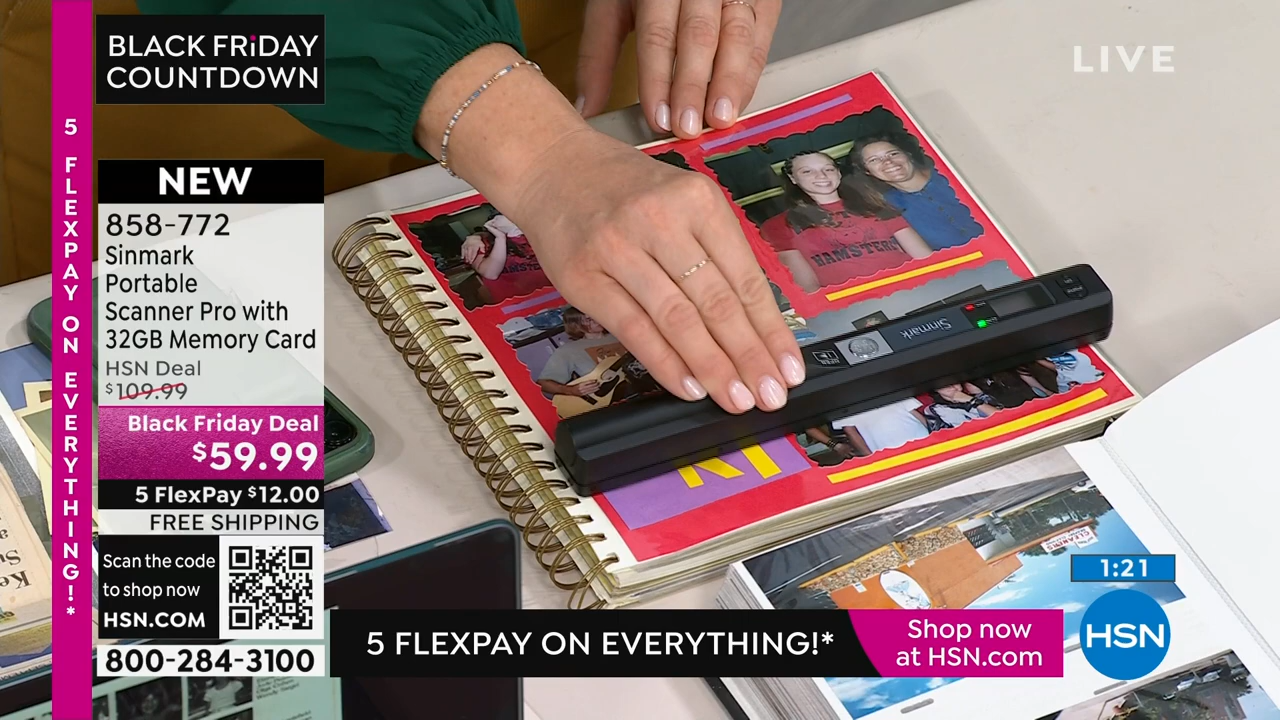 BLACK FRiDAY
COUNTDOWN
LIVE
5 FLEXPAY ON EVERYTHING!*
NEW
858-772
Sinmark
Portable
Scanner Pro with
32GB Memory Card
HSN Deal
$109.99
Black Friday Deal
$59.99
5 FlexPay $12.00
FREE SHIPPING
Scan the code
to shop now
HSN.COM
800-284-3100
HAMSTERS
Sinmark
CLEANING
1:21
HSN
5 FLEXPAY ON EVERYTHING!*
Shop now
at HSN.com